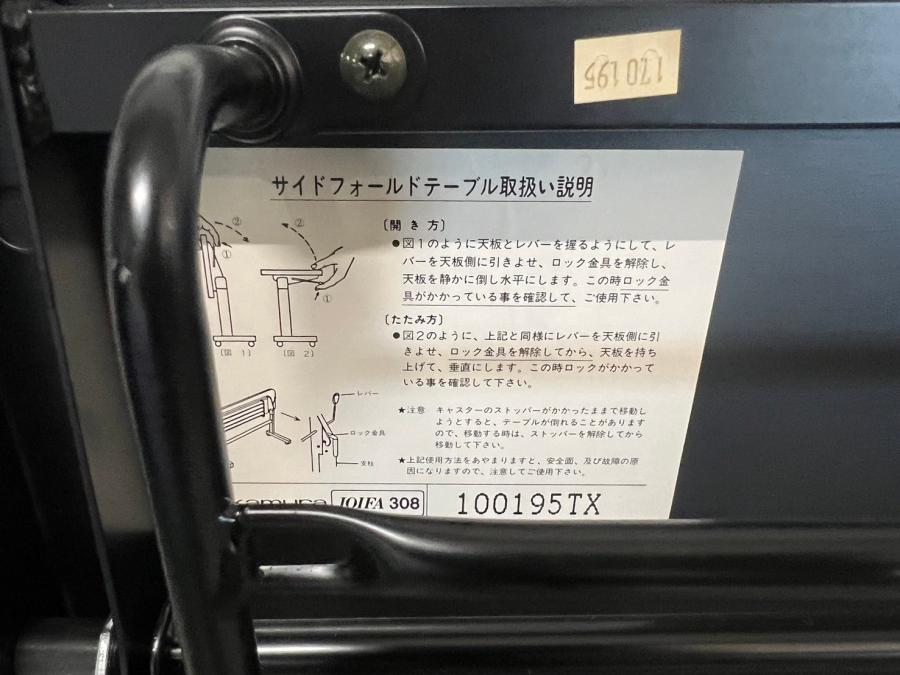 170195
サイドフォールドテーブル取扱い説明
②
②
①
①
〔図 1〕
〔図 2〕
〔開き方〕
●図1のように天板とレバーを握るようにして、レ
バーを天板側に引きよせ、ロック金具を解除し、
天板を静かに倒し水平にします。この時ロック金
具がかかっている事を確認して、ご使用下さい。
〔たたみ方〕
●図2のように、上記と同様にレバーを天板側に引
きよせ、ロック金具を解除してから、天板を持ち
上げて、垂直にします。この時ロックがかかって
いる事を確認して下さい。
レバー
ロック金具
支柱
★注意 キャスターのストッパーがかかったままで移動し
ようとすると、テーブルが倒れることがあります
ので、移動する時は、ストッパーを解除してから
移動して下さい。
★上記使用方法をあやまりますと、安全面、及び故障の原
因になりますので、注意してご使用下さい。
kamura JOIFA 308
100195TX